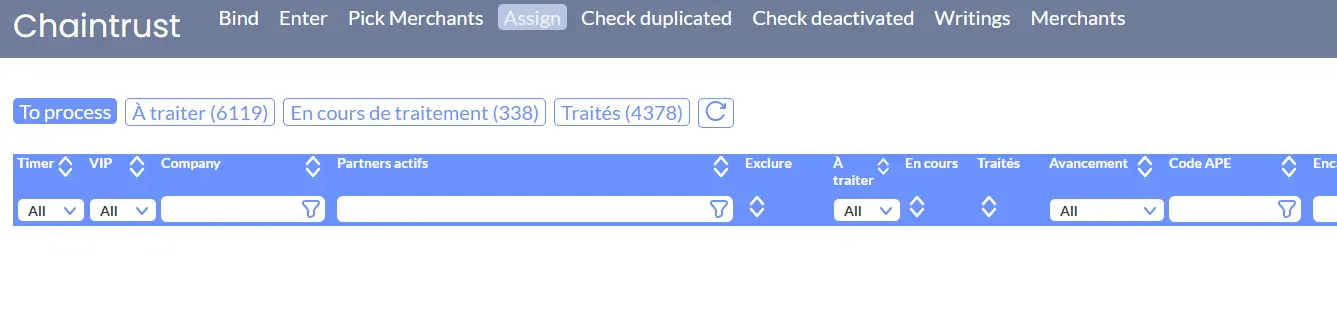 Chaintrust Bind Enter Pick Merchants Assign Check duplicated Check deactivated Writings Merchants
To process À traiter (6119) En cours de traitement (338) Traités (4378)
Timer VIP Company Partners actifs Exclure À traiter En cours Traités Avancement Code APE
All All All All